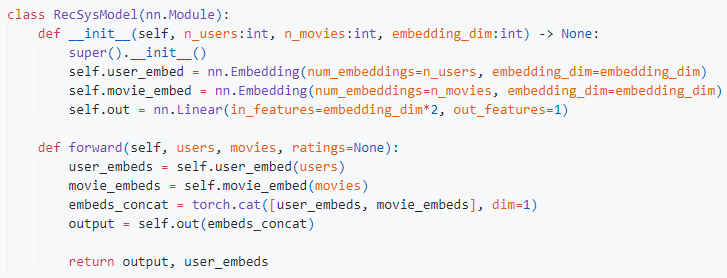 class RecSysModel(nn.Module):
    def __init__(self, n_users:int, n_movies:int, embedding_dim:int) -> None:
        super().__init__()
        self.user_embed = nn.Embedding(num_embeddings=n_users, embedding_dim=embedding_dim)
        self.movie_embed = nn.Embedding(num_embeddings=n_movies, embedding_dim=embedding_dim)
        self.out = nn.Linear(in_features=embedding_dim*2, out_features=1)

    def forward(self, users, movies, ratings=None):
        user_embeds = self.user_embed(users)
        movie_embeds = self.movie_embed(movies)
        embeds_concat = torch.cat([user_embeds, movie_embeds], dim=1)
        output = self.out(embeds_concat)

        return output, user_embeds